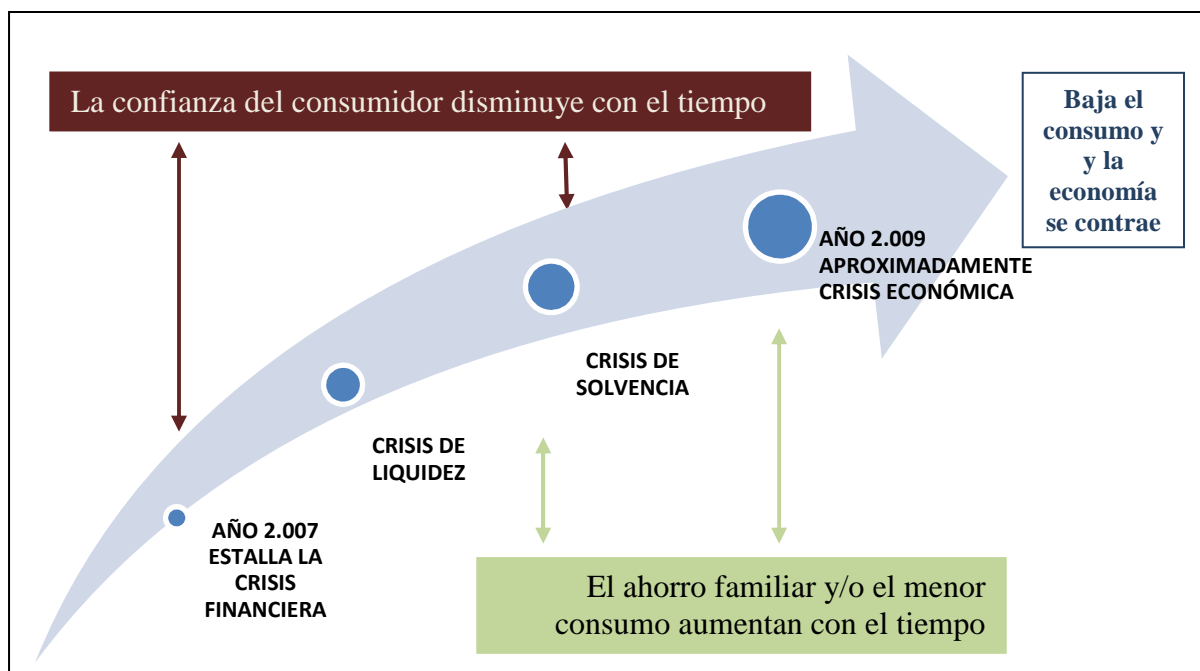 La confianza del consumidor disminuye con el tiempo
Baja el
consumo y
y la
economía
se contrae
AÑO 2.009
APROXIMADAMENTE
CRISIS ECONÓMICA
CRISIS DE
SOLVENCIA
CRISIS DE
LIQUIDEZ
AÑO 2.007
ESTALLA LA
CRISIS
FINANCIERA
El ahorro familiar y/o el menor
consumo aumentan con el tiempo